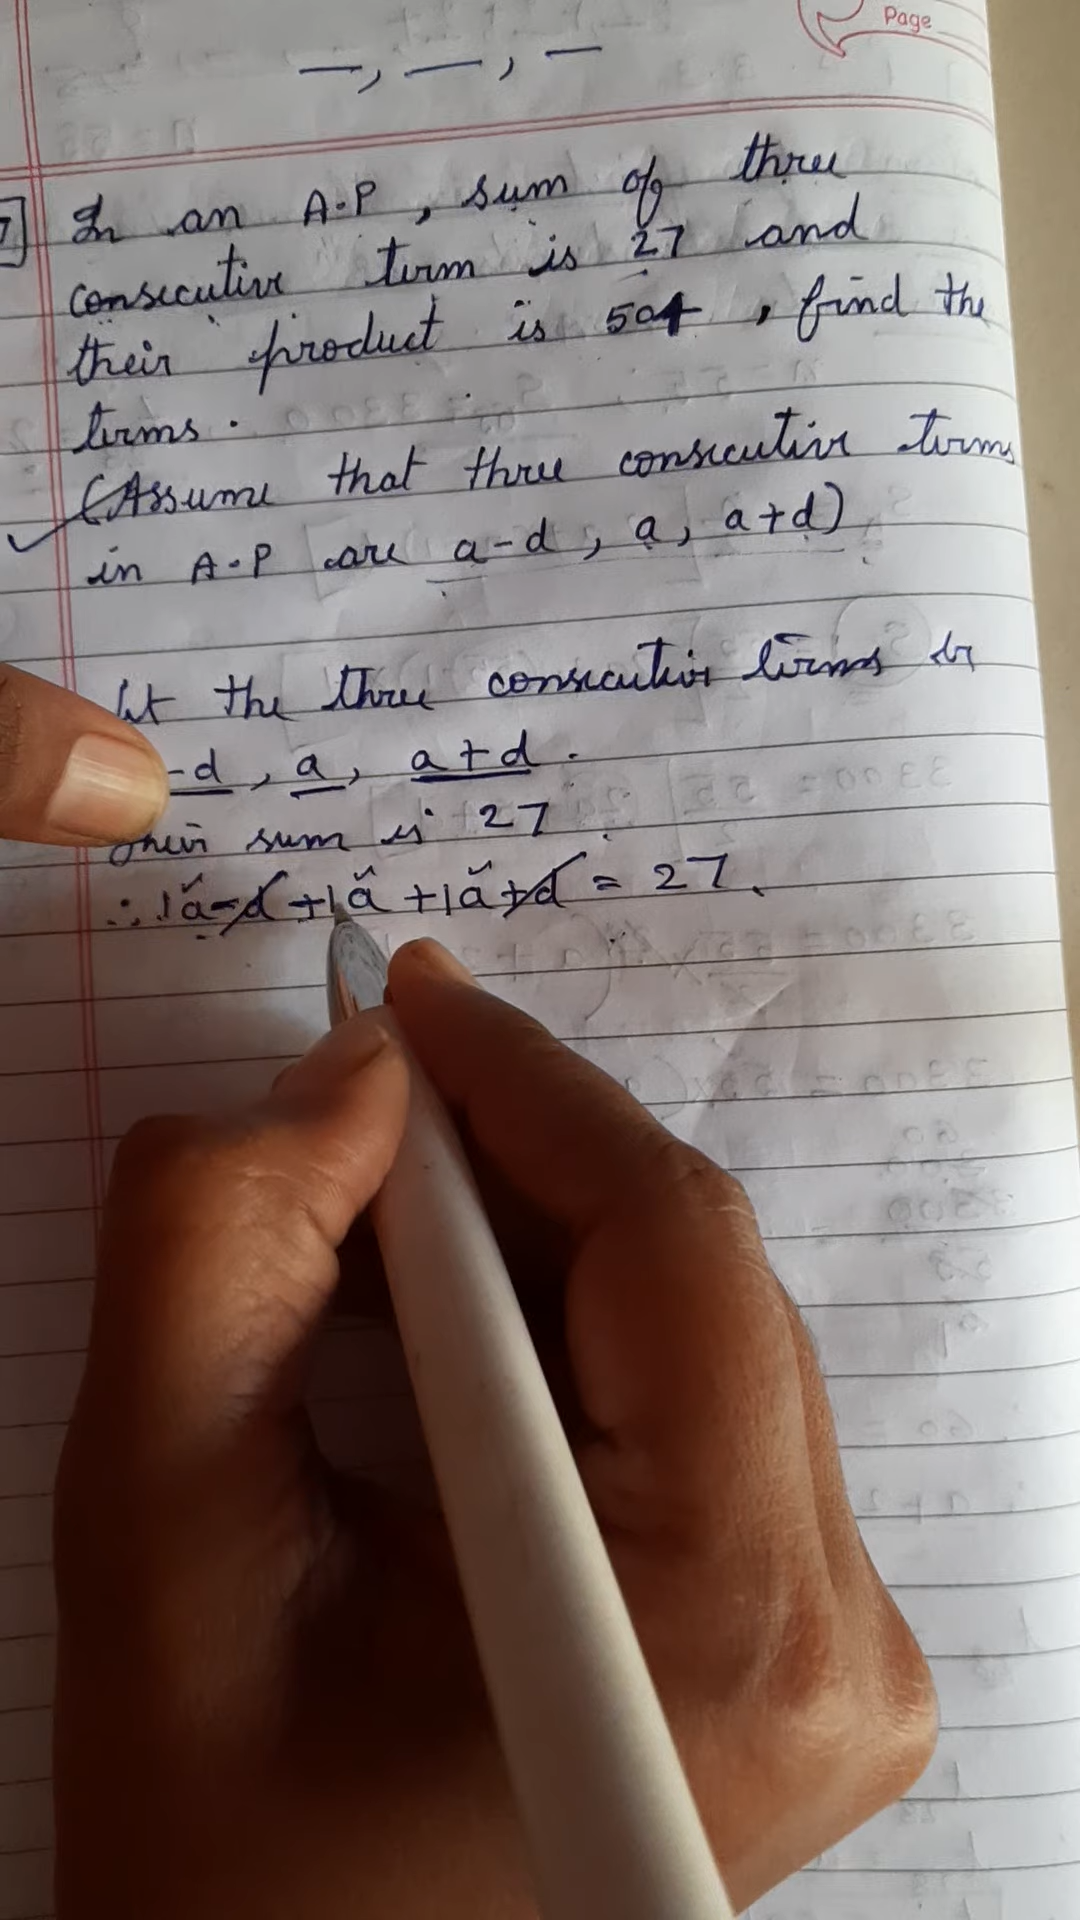 Page
—, —, —
7] In an A.P, sum of three
consecutive term is 27 and
their product is 504, find the
terms.
(Assume that three consecutive terms
in A.P are a-d, a, a+d)
Let the three consecutive terms be
-d, a, a+d.
Their sum is 27
∴ 1a-d+1a+1a+d = 27.